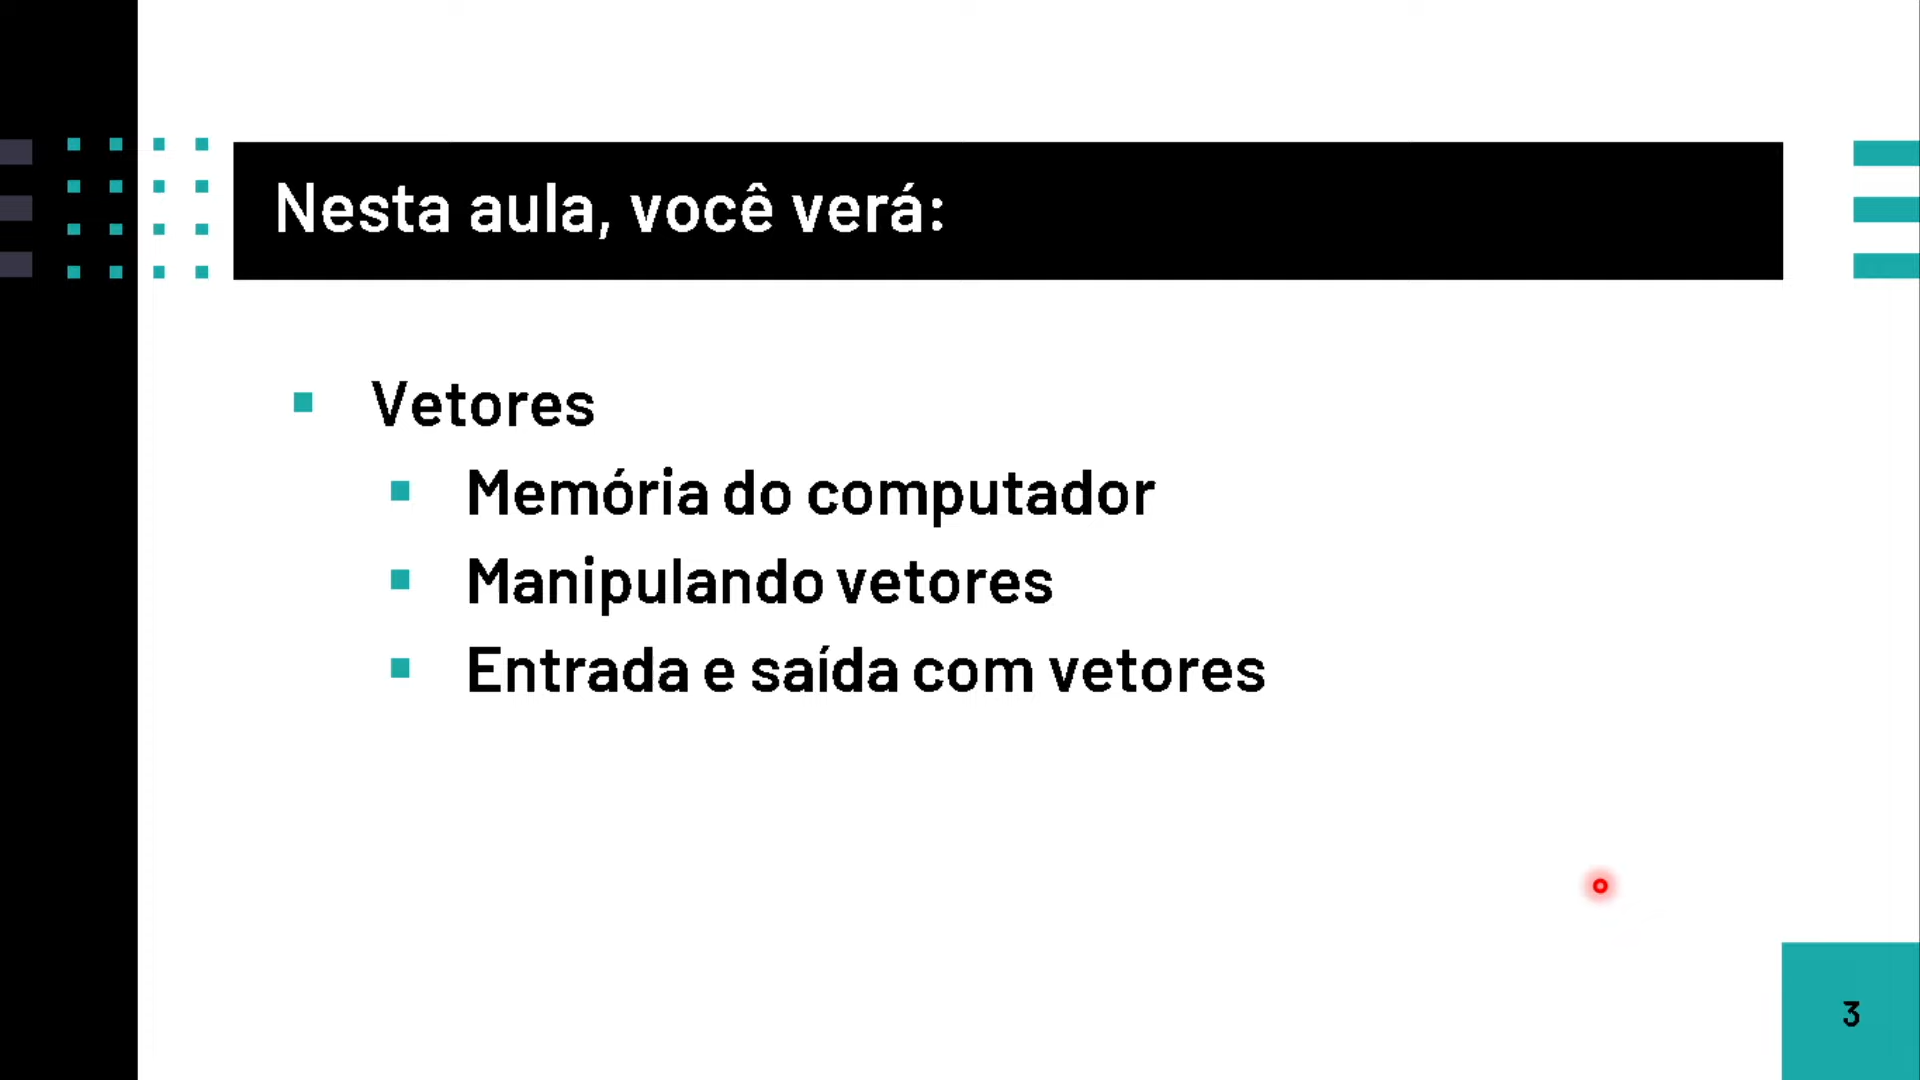 Nesta aula, você verá:
Vetores
Memória do computador
Manipulando vetores
Entrada e saída com vetores
3